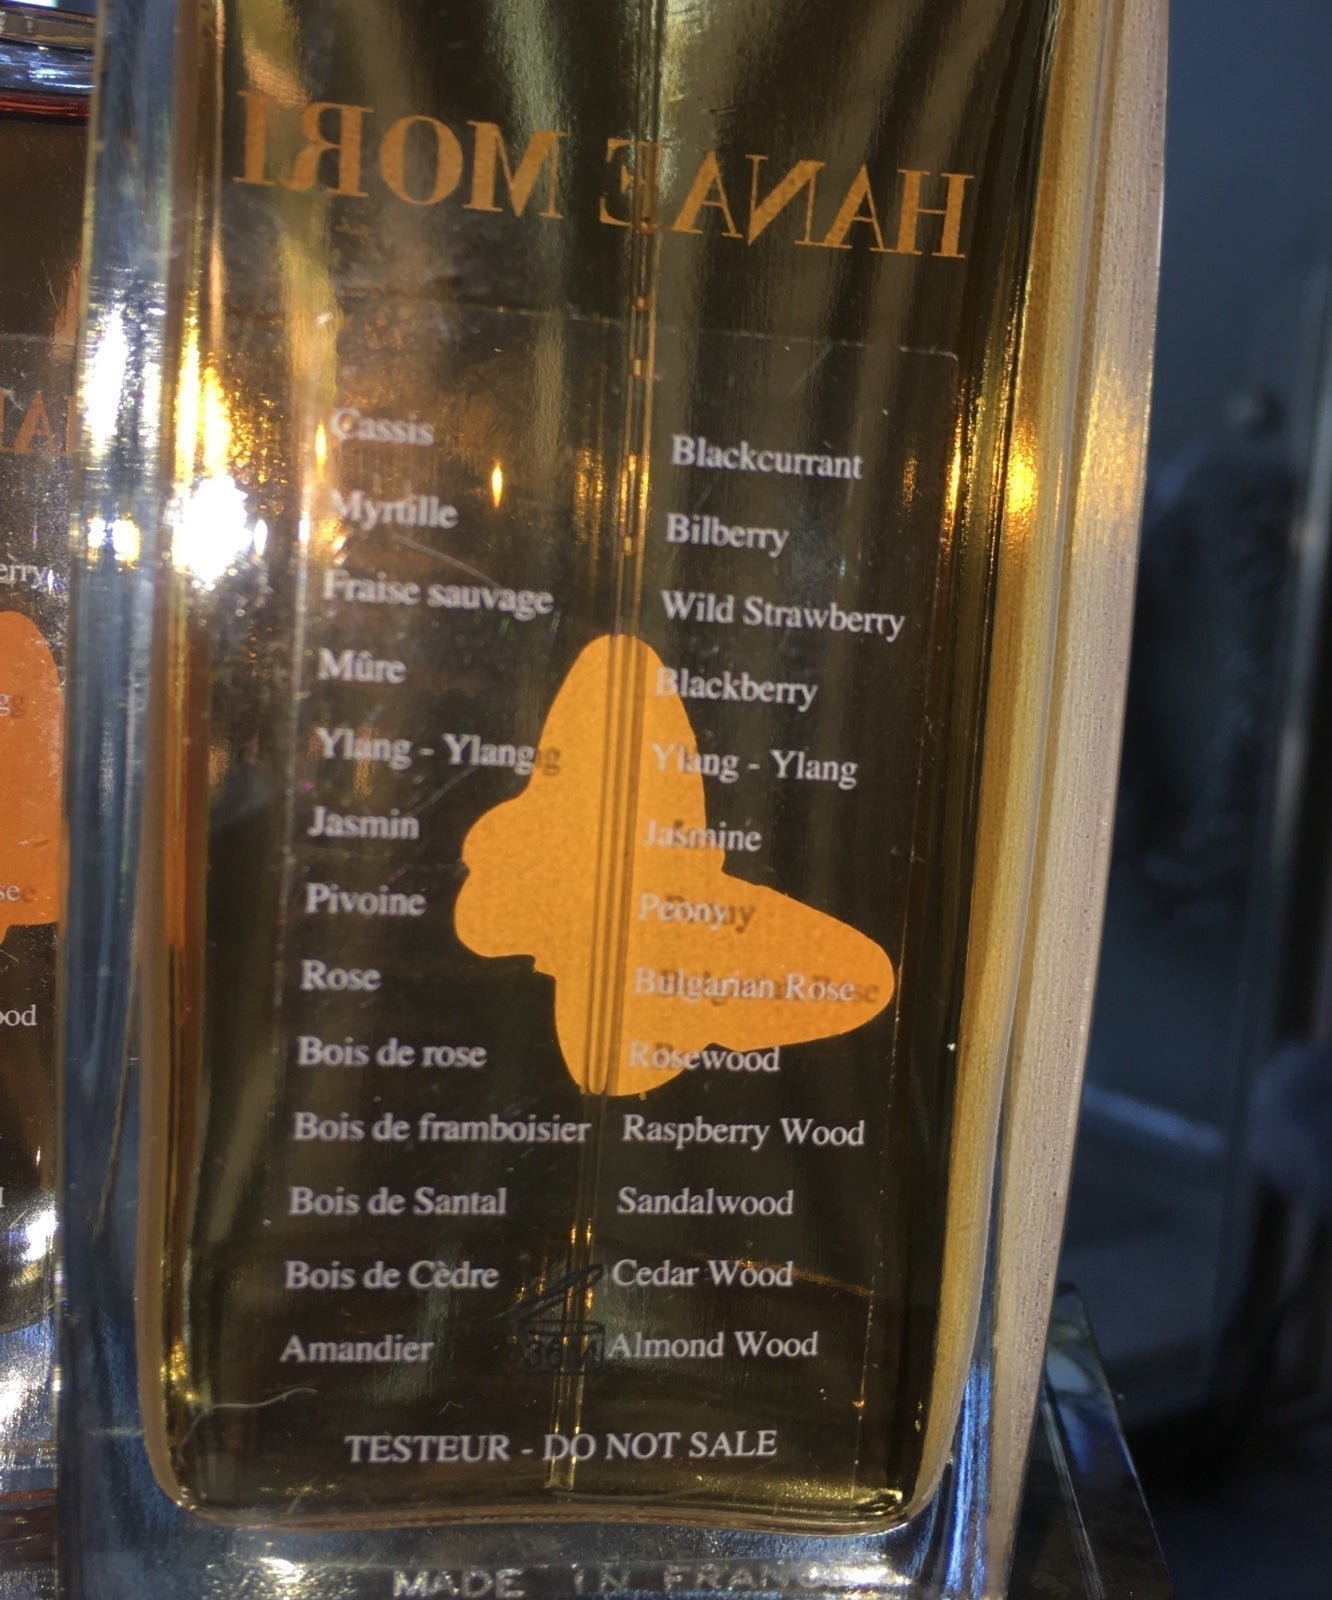 HANAE MORI
Cassis Blackcurrant
Myrtille Bilberry
Fraise sauvage Wild Strawberry
Mûre Blackberry
Ylang - Ylang Ylang - Ylang
Jasmin Jasmine
Pivoine Peony
Rose Bulgarian Rose
Bois de rose Rosewood
Bois de framboisier Raspberry Wood
Bois de Santal Sandalwood
Bois de Cèdre Cedar Wood
Amandier Almond Wood
36M
TESTEUR - DO NOT SALE
MADE IN FRANCE